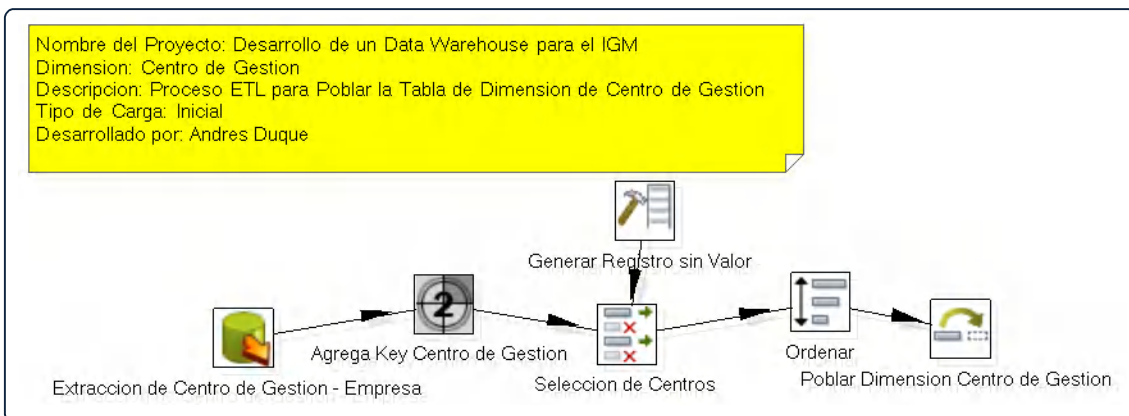 Nombre del Proyecto: Desarrollo de un Data Warehouse para el IGM
Dimension: Centro de Gestion
Descripcion: Proceso ETL para Poblar la Tabla de Dimension de Centro de Gestion
Tipo de Carga: Inicial
Desarrollado por: Andres Duque
Generar Registro sin Valor
2
Agrega Key Centro de Gestion
Extraccion de Centro de Gestion - Empresa
Seleccion de Centros
Ordenar
Poblar Dimension Centro de Gestion